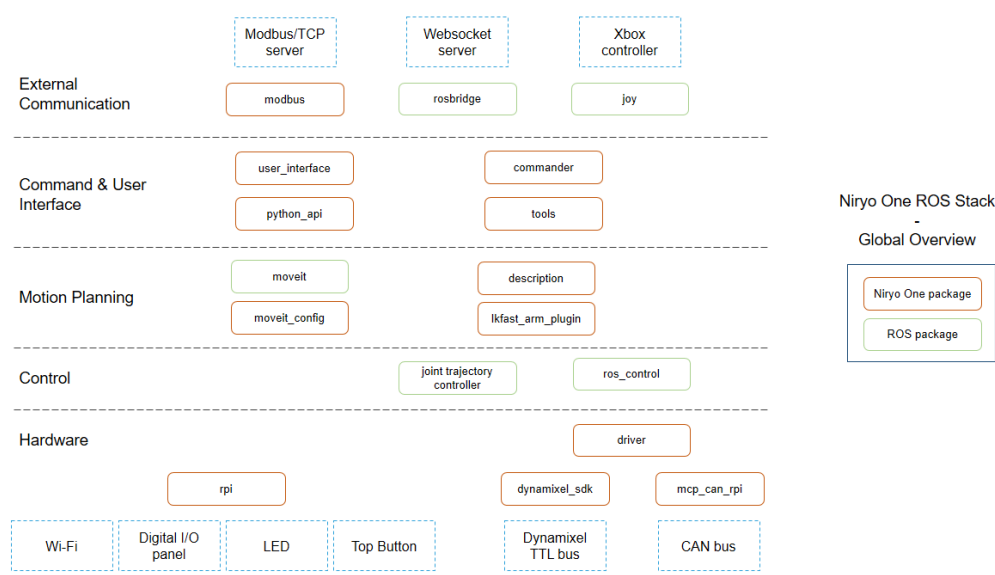 Modbus/TCP
server
Websocket
server
Xbox
controller
External
Communication
modbus
rosbridge
joy
Command & User
Interface
user_interface
commander
python_api
tools
Niryo One ROS Stack
-
Global Overview
Niryo One package
ROS package
Motion Planning
moveit
description
moveit_config
Ikfast_arm_plugin
Control
joint trajectory
controller
ros_control
Hardware
driver
rpi
dynamixel_sdk
mcp_can_rpi
Wi-Fi
Digital I/O
panel
LED
Top Button
Dynamixel
TTL bus
CAN bus